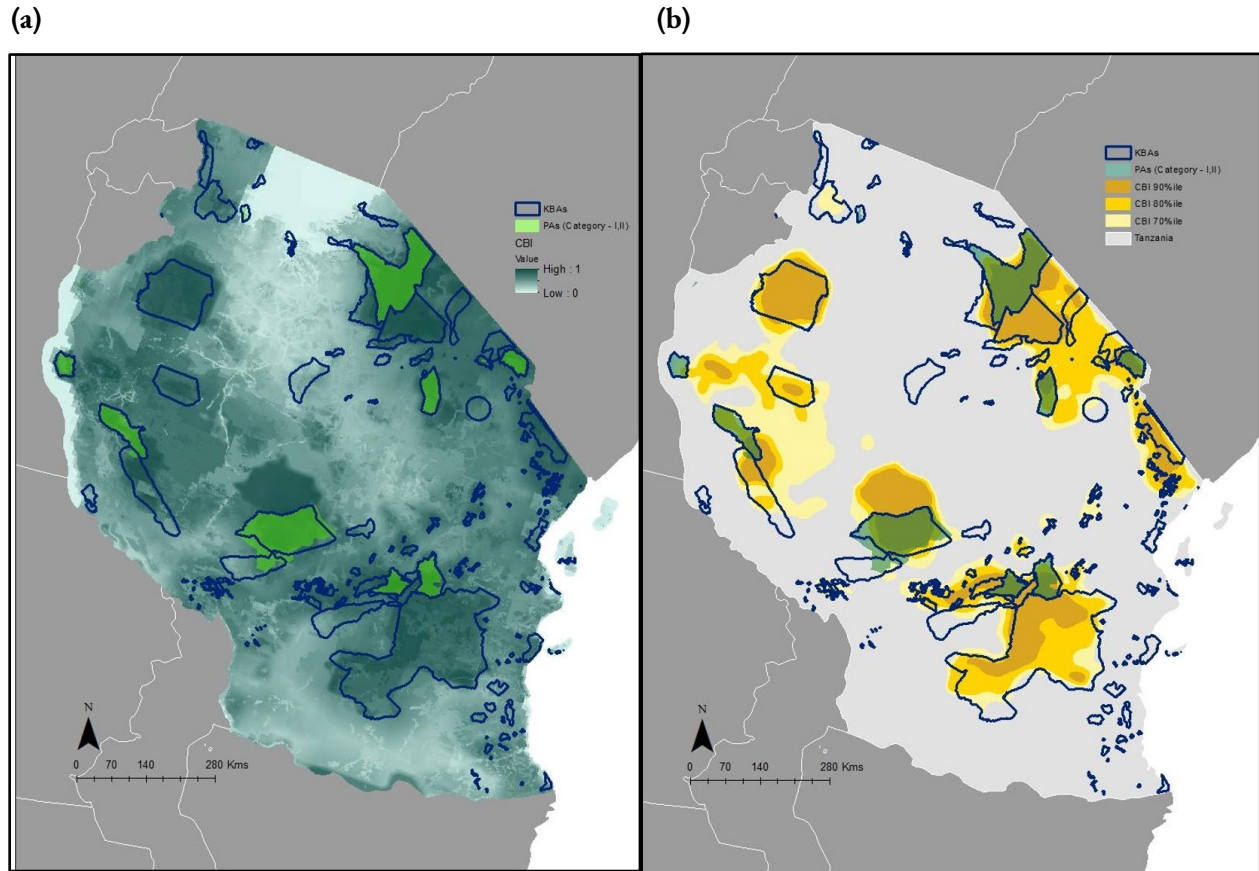 (a)
(b)
KBAs
PAs (Category - I,II)
CBI
Value
High : 1
Low : 0
N
0 70 140 280 Kms
KBAs
PAs (Category - I,II)
CBI 90%ile
CBI 80%ile
CBI 70%ile
Tanzania
N
0 70 140 280 Kms